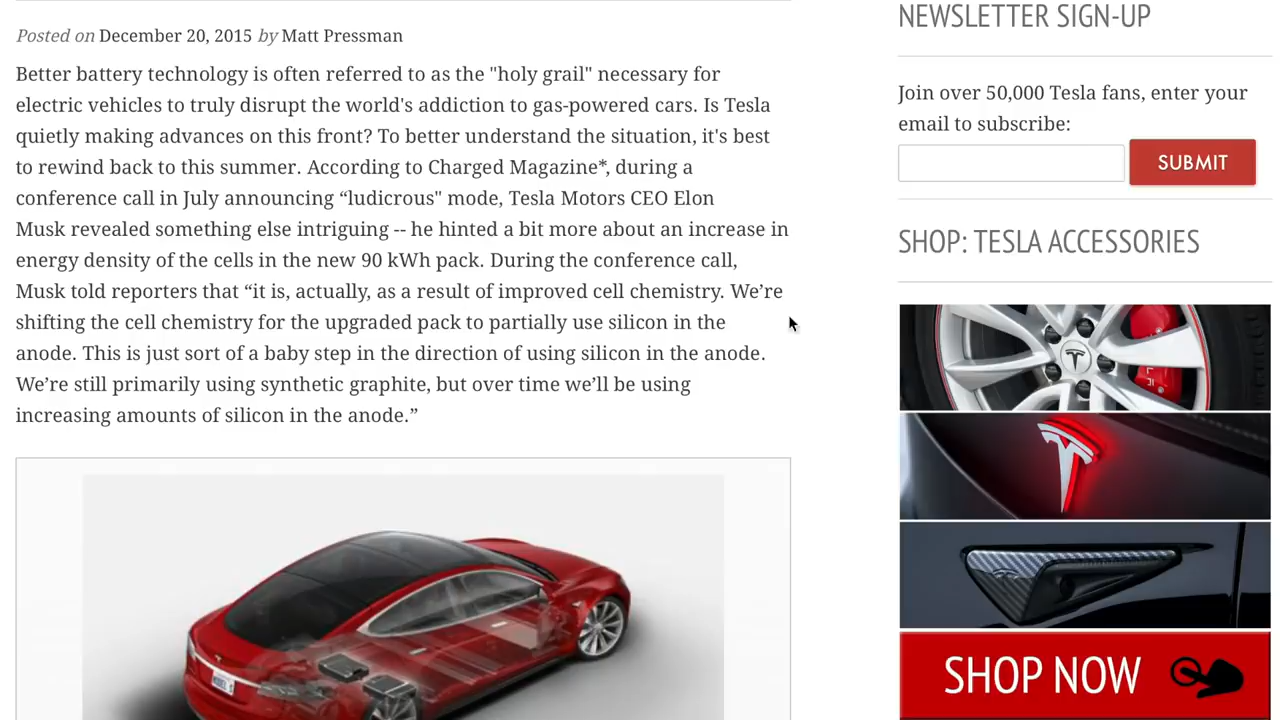 Posted on December 20, 2015 by Matt Pressman
Better battery technology is often referred to as the "holy grail" necessary for
electric vehicles to truly disrupt the world's addiction to gas-powered cars. Is Tesla
quietly making advances on this front? To better understand the situation, it's best
to rewind back to this summer. According to Charged Magazine*, during a
conference call in July announcing “ludicrous" mode, Tesla Motors CEO Elon
Musk revealed something else intriguing -- he hinted a bit more about an increase in
energy density of the cells in the new 90 kWh pack. During the conference call,
Musk told reporters that “it is, actually, as a result of improved cell chemistry. We’re
shifting the cell chemistry for the upgraded pack to partially use silicon in the
anode. This is just sort of a baby step in the direction of using silicon in the anode.
We’re still primarily using synthetic graphite, but over time we’ll be using
increasing amounts of silicon in the anode.”
NEWSLETTER SIGN-UP
Join over 50,000 Tesla fans, enter your
email to subscribe:
SUBMIT
SHOP: TESLA ACCESSORIES
SHOP NOW